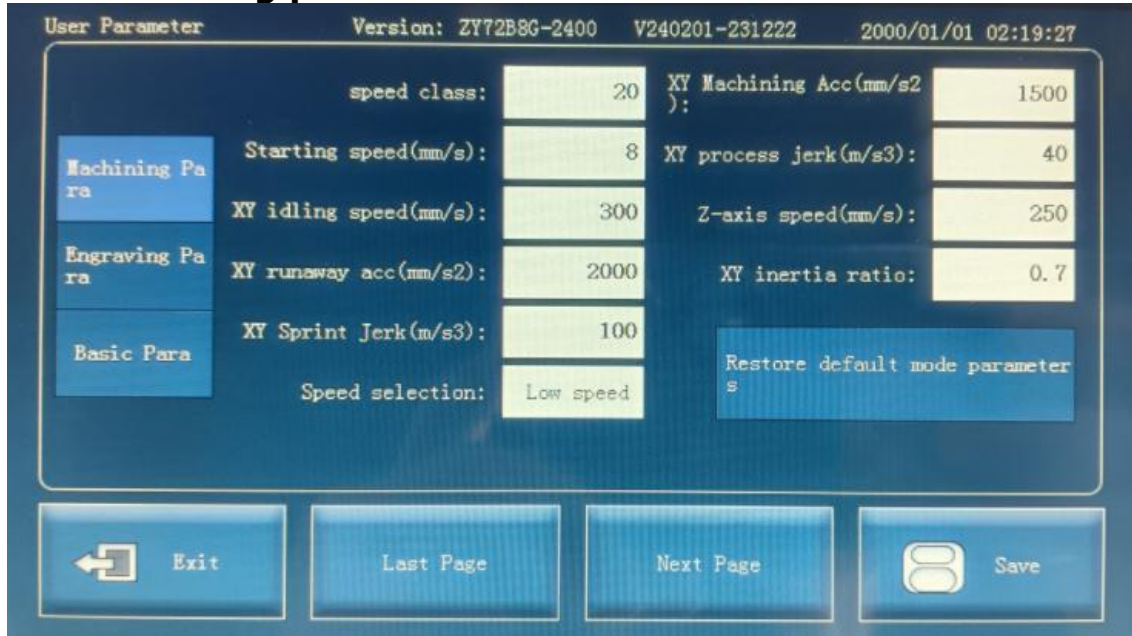 User Parameter Version: ZY72B8G-2400 V240201-231222 2000/01/01 02:19:27
speed class: 20 XY Machining Acc(mm/s2
): 1500
Machining Pa
ra
Starting speed(mm/s): 8 XY process jerk(m/s3): 40
XY idling speed(mm/s): 300 Z-axis speed(mm/s): 250
Engraving Pa
ra
XY runaway acc(mm/s2): 2000 XY inertia ratio: 0.7
Basic Para
XY Sprint Jerk(m/s3): 100
Restore default mode parameter
s
Speed selection: Low speed
Exit Last Page Next Page Save